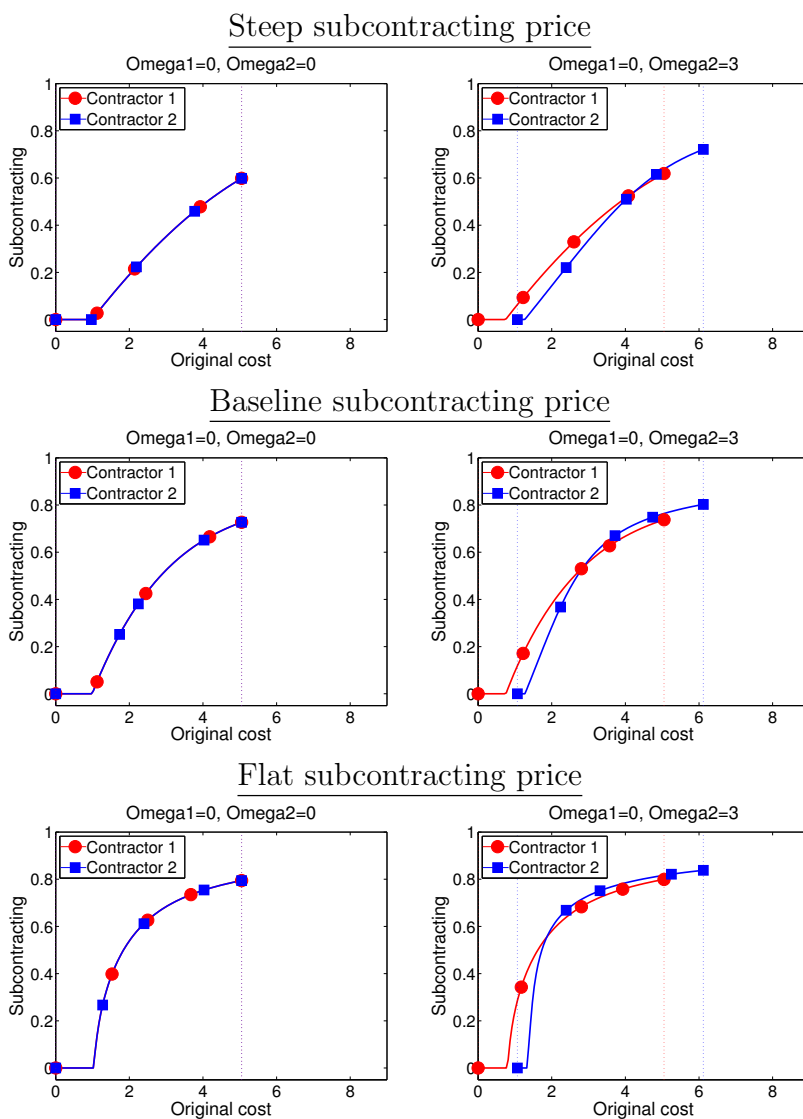 Steep subcontracting price
Omega1=0, Omega2=0
Contractor 1
Contractor 2
1
0.8
0.6
0.4
0.2
0
Subcontracting
0 2 4 6 8
Original cost
Omega1=0, Omega2=3
Contractor 1
Contractor 2
1
0.8
0.6
0.4
0.2
0
Subcontracting
0 2 4 6 8
Original cost
Baseline subcontracting price
Omega1=0, Omega2=0
Contractor 1
Contractor 2
1
0.8
0.6
0.4
0.2
0
Subcontracting
0 2 4 6 8
Original cost
Omega1=0, Omega2=3
Contractor 1
Contractor 2
1
0.8
0.6
0.4
0.2
0
Subcontracting
0 2 4 6 8
Original cost
Flat subcontracting price
Omega1=0, Omega2=0
Contractor 1
Contractor 2
1
0.8
0.6
0.4
0.2
0
Subcontracting
0 2 4 6 8
Original cost
Omega1=0, Omega2=3
Contractor 1
Contractor 2
1
0.8
0.6
0.4
0.2
0
Subcontracting
0 2 4 6 8
Original cost